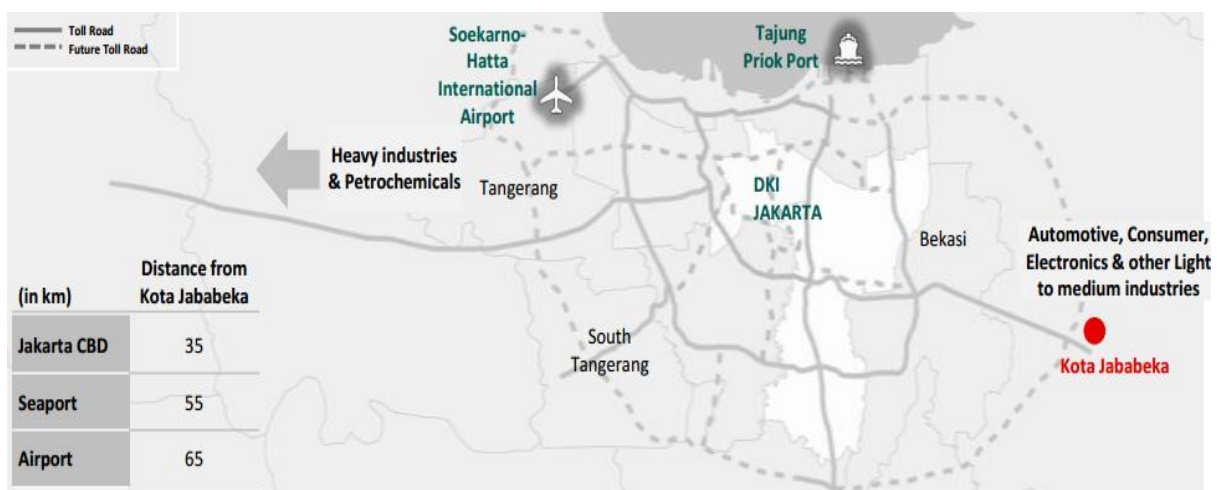 Toll Road
Future Toll Road
Soekarno-
Hatta
International
Airport
Tajung
Priok Port
Heavy industries
& Petrochemicals
Tangerang
DKI
JAKARTA
Bekasi
Automotive, Consumer,
Electronics & other Light
to medium industries
Kota Jababeka
South
Tangerang
(in km)
Distance from
Kota Jababeka
Jakarta CBD 35
Seaport 55
Airport 65